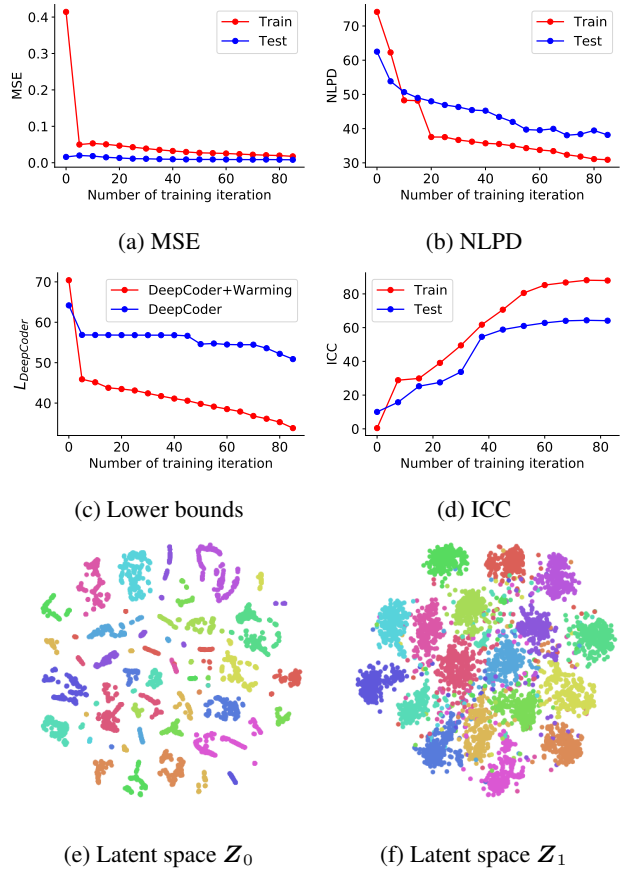 0.4
0.3
0.2
0.1
0.0
MSE
Train
Test
0 20 40 60 80
Number of training iteration
(a) MSE
70
60
50
40
30
NLPD
Train
Test
0 20 40 60 80
Number of training iteration
(b) NLPD
70
60
50
40
L_DeepCoder
DeepCoder+Warming
DeepCoder
0 20 40 60 80
Number of training iteration
(c) Lower bounds
80
60
40
20
0
ICC
Train
Test
0 20 40 60 80
Number of training iteration
(d) ICC
(e) Latent space Z₀
(f) Latent space Z₁